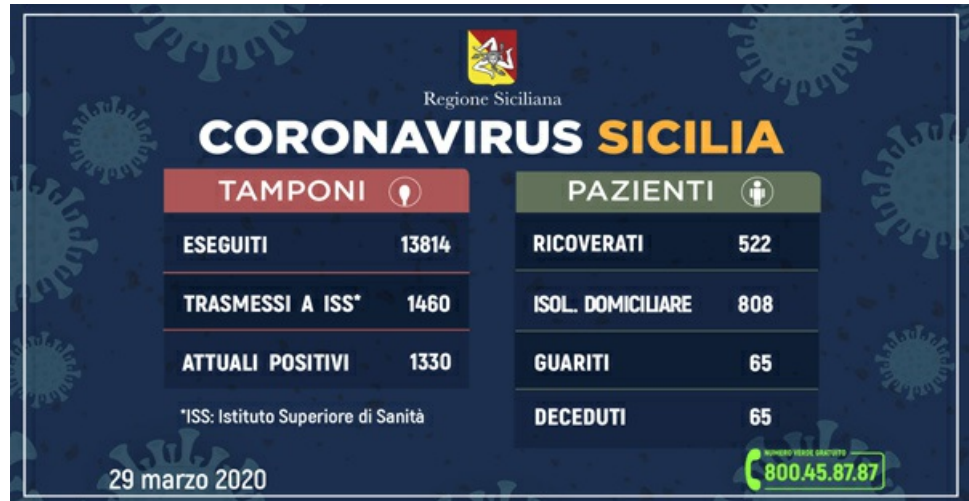 Regione Siciliana
CORONAVIRUS SICILIA
TAMPONI
ESEGUITI 13814
TRASMESSI A ISS* 1460
ATTUALI POSITIVI 1330
*ISS: Istituto Superiore di Sanità
PAZIENTI
RICOVERATI 522
ISOL. DOMICILIARE 808
GUARITI 65
DECEDUTI 65
29 marzo 2020
NUMERO VERDE GRATUITO
800.45.87.87